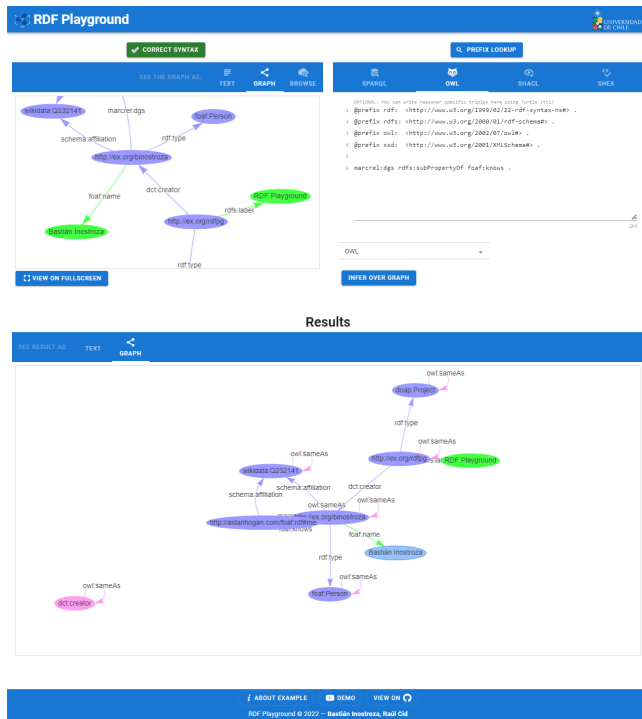 RDF Playground
UNIVERSIDAD
DE CHILE
CORRECT SYNTAX
PREFIX LOOKUP
SEE THE GRAPH AS:
TEXT
GRAPH
BROWSE
SPARQL
OWL
SHACL
SHEX
wikidata:Q232141
marcrel:dgs
foaf:Person
schema:affiliation
rdf:type
http://ex.org/binostroza
foaf:name
dct:creator
RDF Playground
rdfs:label
http://ex.org/rdfpg
Bastián Inostroza
rdf:type
OPTIONAL: You can write reasoner specific triples here using Turtle (ttl)
1 @prefix rdf: <http://www.w3.org/1999/02/22-rdf-syntax-ns#> .
2 @prefix rdfs: <http://www.w3.org/2000/01/rdf-schema#> .
3 @prefix owl: <http://www.w3.org/2002/07/owl#> .
4 @prefix xsd: <http://www.w3.org/2001/XMLSchema#> .
5
6 marcrel:dgs rdfs:subPropertyOf foaf:knows .
OWL
VIEW ON FULLSCREEN
INFER OVER GRAPH
Results
SEE RESULT AS:
TEXT
GRAPH
owl:sameAs
doap:Project
rdf:type
owl:sameAs
owl:sameAs
http://ex.org/rdfpg
RDF Playground
wikidata:Q232141
schema:affiliation
dct:creator
schema:affiliation
owl:sameAs
owl:sameAs
http://ex.org/binostroza
http://aidanhogan.com/foaf.rdf#me
foaf:knows
foaf:name
Bastián Inostroza
rdf:type
owl:sameAs
foaf:Person
owl:sameAs
dct:creator
ABOUT EXAMPLE
DEMO
VIEW ON
RDF Playground © 2022 — Bastián Inostroza, Raúl Cid